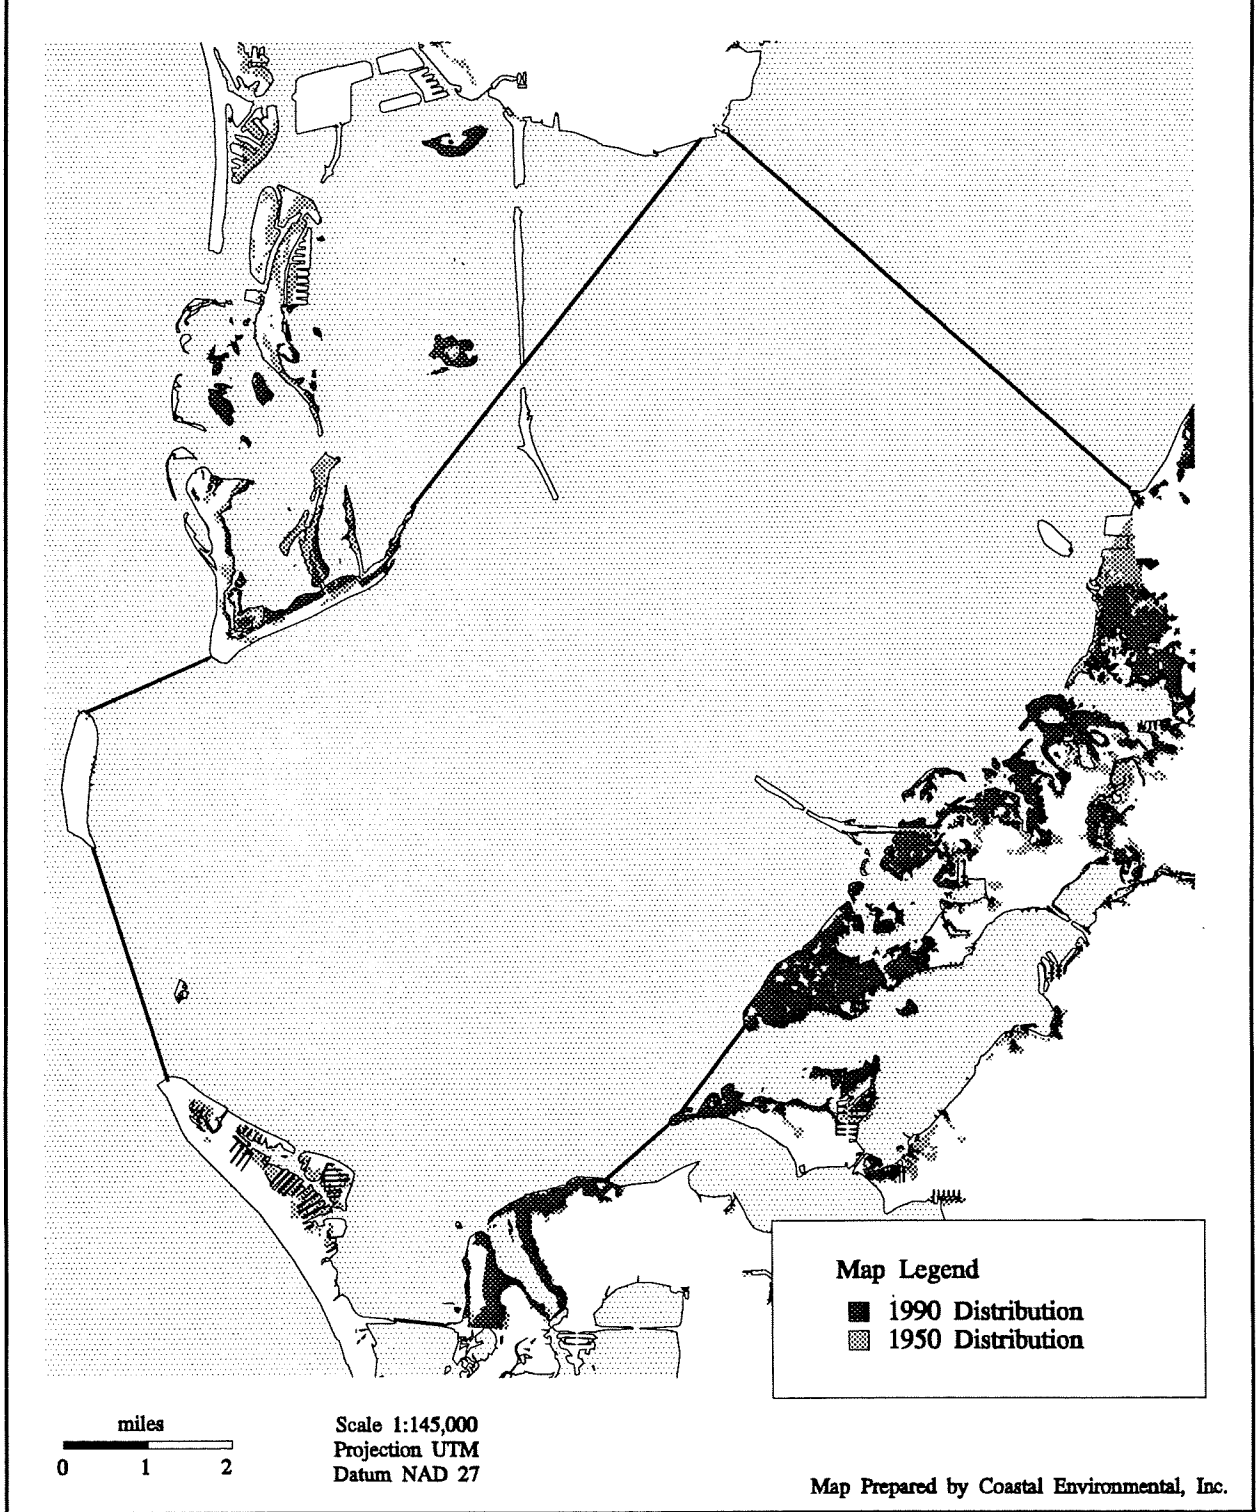 Map Legend
1990 Distribution
1950 Distribution
miles
0 1 2
Scale 1:145,000
Projection UTM
Datum NAD 27
Map Prepared by Coastal Environmental, Inc.